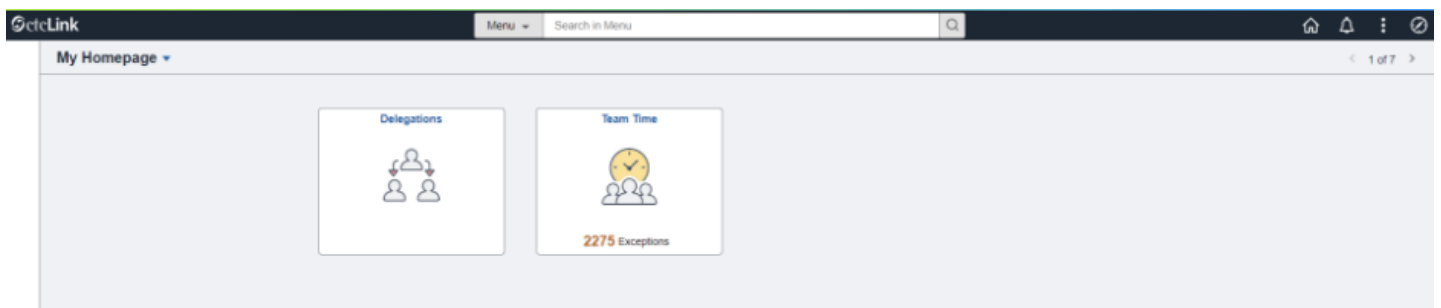 ctcLink
Menu
Search in Menu
My Homepage
1 of 7
Delegations
Team Time
2275 Exceptions